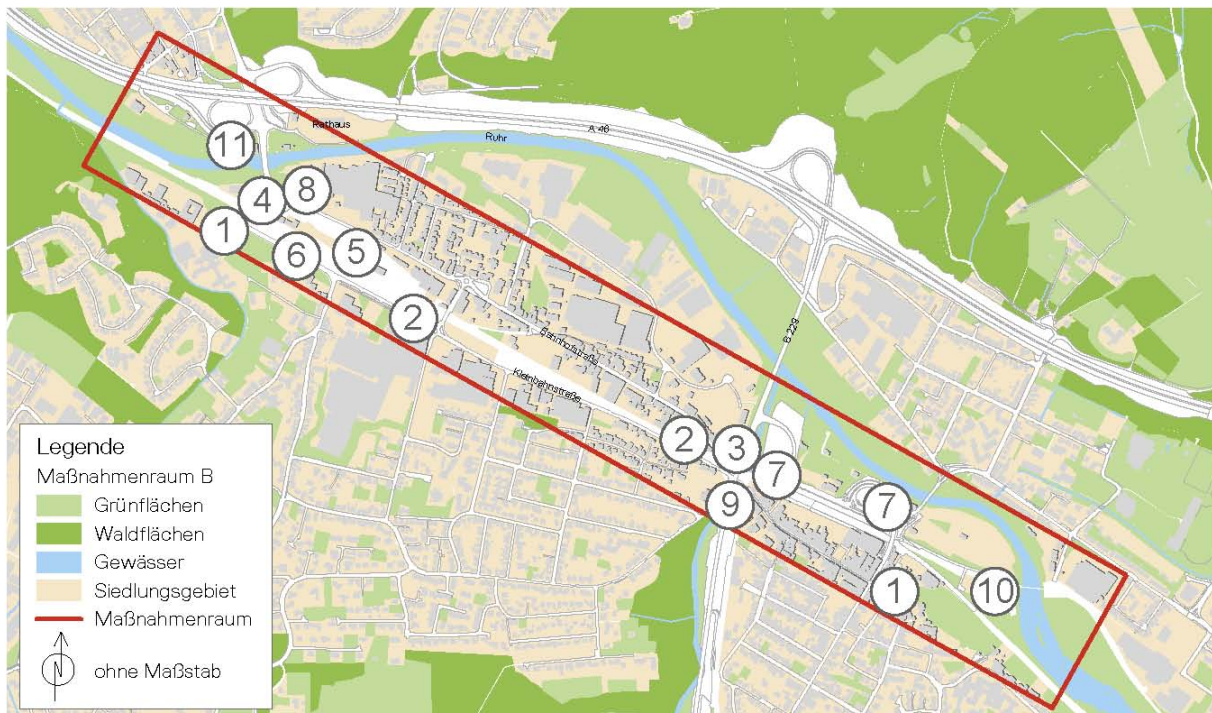 Rathaus
Ruhr
A 46
11
8
4
1
6
5
2
Bahnhofstraße
Kleinbahnstraße
B 229
2
3
7
9
7
1
10
Legende
Maßnahmenraum B
Grünflächen
Waldflächen
Gewässer
Siedlungsgebiet
Maßnahmenraum
N
ohne Maßstab